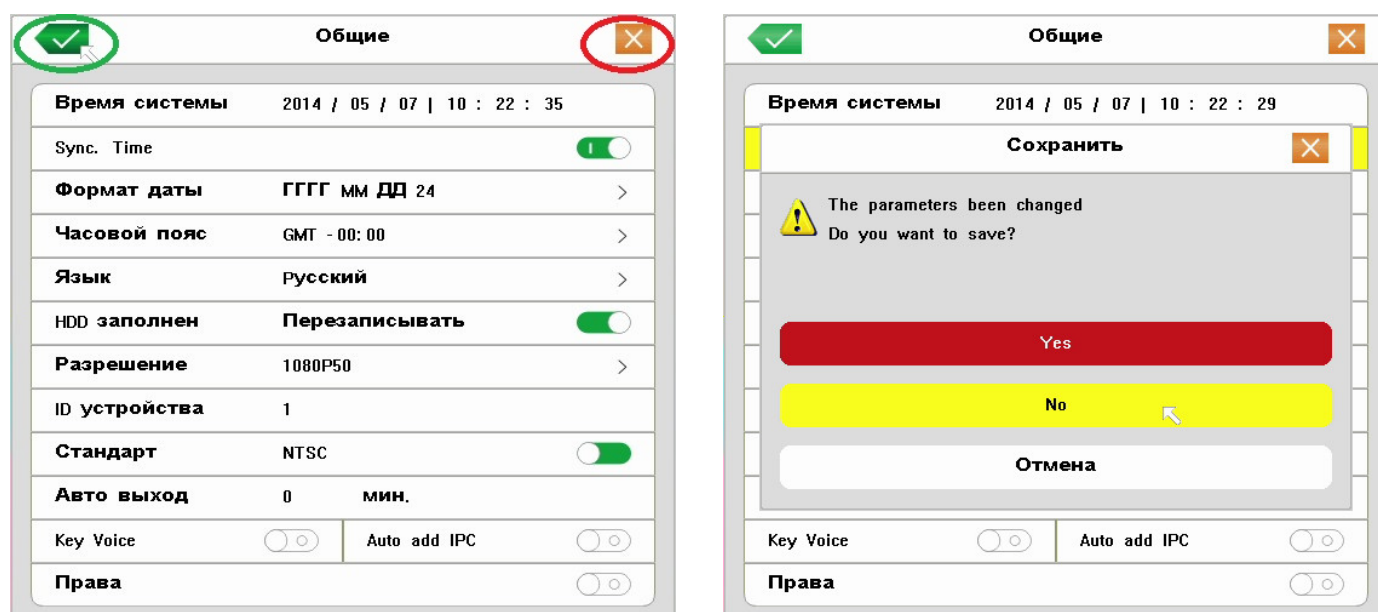 Общие
Время системы 2014 / 05 / 07 | 10 : 22 : 35
Sync. Time
Формат даты ГГГГ ММ ДД 24
Часовой пояс GMT -00:00
Язык Русский
HDD заполнен Перезаписывать
Разрешение 1080P50
ID устройства 1
Стандарт NTSC
Авто выход 0 мин.
Key Voice Auto add IPC
Права
Общие
Время системы 2014 / 05 / 07 | 10 : 22 : 29
Сохранить
The parameters been changed
Do you want to save?
Yes
No
Отмена
Key Voice Auto add IPC
Права